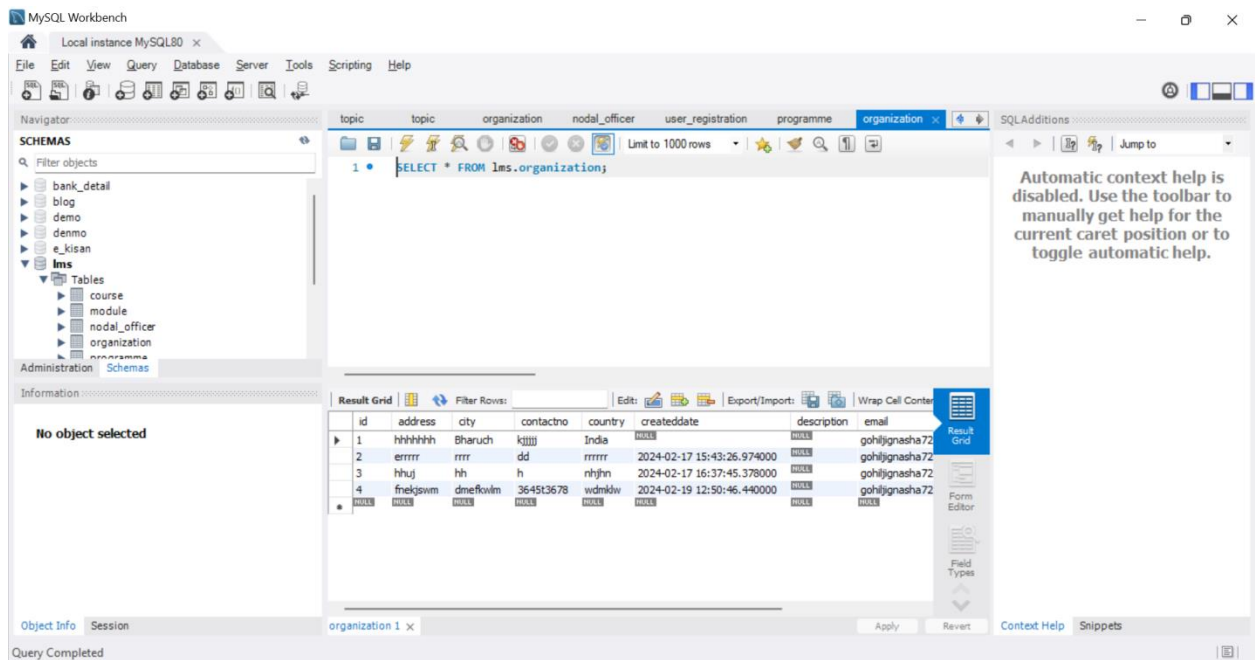 MySQL Workbench
Local instance MySQL80
File Edit View Query Database Server Tools Scripting Help
Navigator
SCHEMAS
Filter objects
bank_detail
blog
demo
denmo
e_kisan
lms
Tables
course
module
nodal_officer
organization
programme
Administration Schemas
Information
No object selected
Object Info Session
topic topic organization nodal_officer user_registration programme organization
Limit to 1000 rows
1 SELECT * FROM lms.organization;
Result Grid Filter Rows: Edit: Export/Import: Wrap Cell Conter
id address city contactno country createddate description email
1 hhhhhhh Bharuch kjjjjj India NULL NULL gohiljignasha72
2 errrrr rrrr dd rrrrrr 2024-02-17 15:43:26.974000 NULL gohiljignasha72
3 hhuj hh h nhjhn 2024-02-17 16:37:45.378000 NULL gohiljignasha72
4 fnekjswm dmefkwlm 3645t3678 wdmklw 2024-02-19 12:50:46.440000 NULL gohiljignasha72
NULL NULL NULL NULL NULL NULL NULL NULL
Result
Grid
Form
Editor
Field
Types
organization 1 Apply Revert
SQLAdditions
Jump to
Automatic context help is
disabled. Use the toolbar to
manually get help for the
current caret position or to
toggle automatic help.
Context Help Snippets
Query Completed